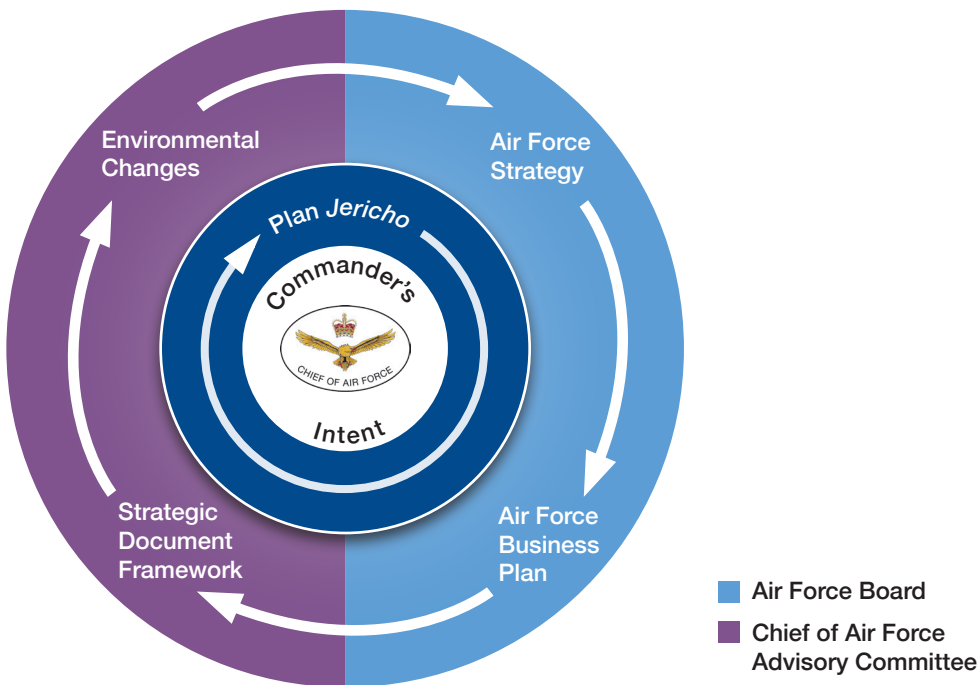 Environmental
Changes
Air Force
Strategy
Plan Jericho
Commander's
CHIEF OF AIR FORCE
Intent
Strategic
Document
Framework
Air Force
Business
Plan
Air Force Board
Chief of Air Force
Advisory Committee